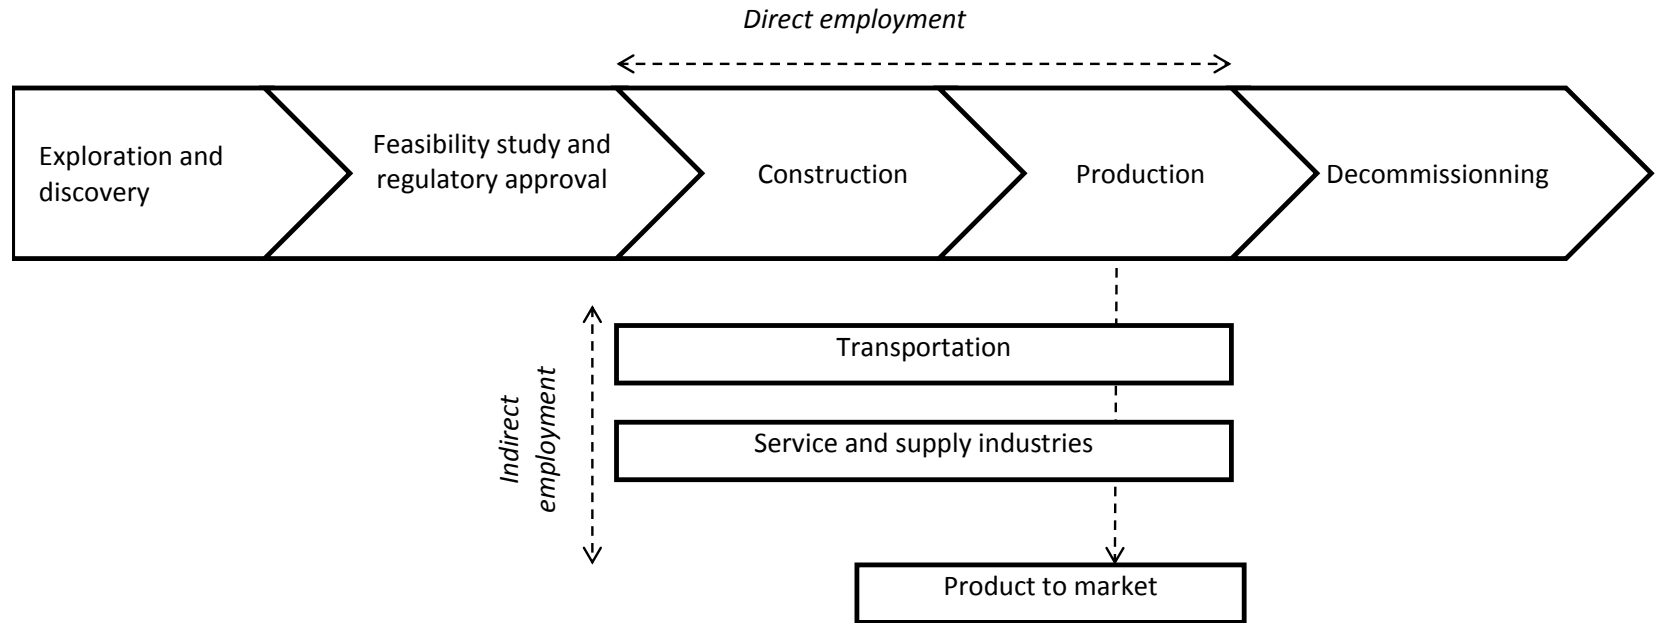 Direct employment
Exploration and
discovery
Feasibility study and
regulatory approval
Construction
Production
Decommissionning
Transportation
Indirect
employment
Service and supply industries
Product to market